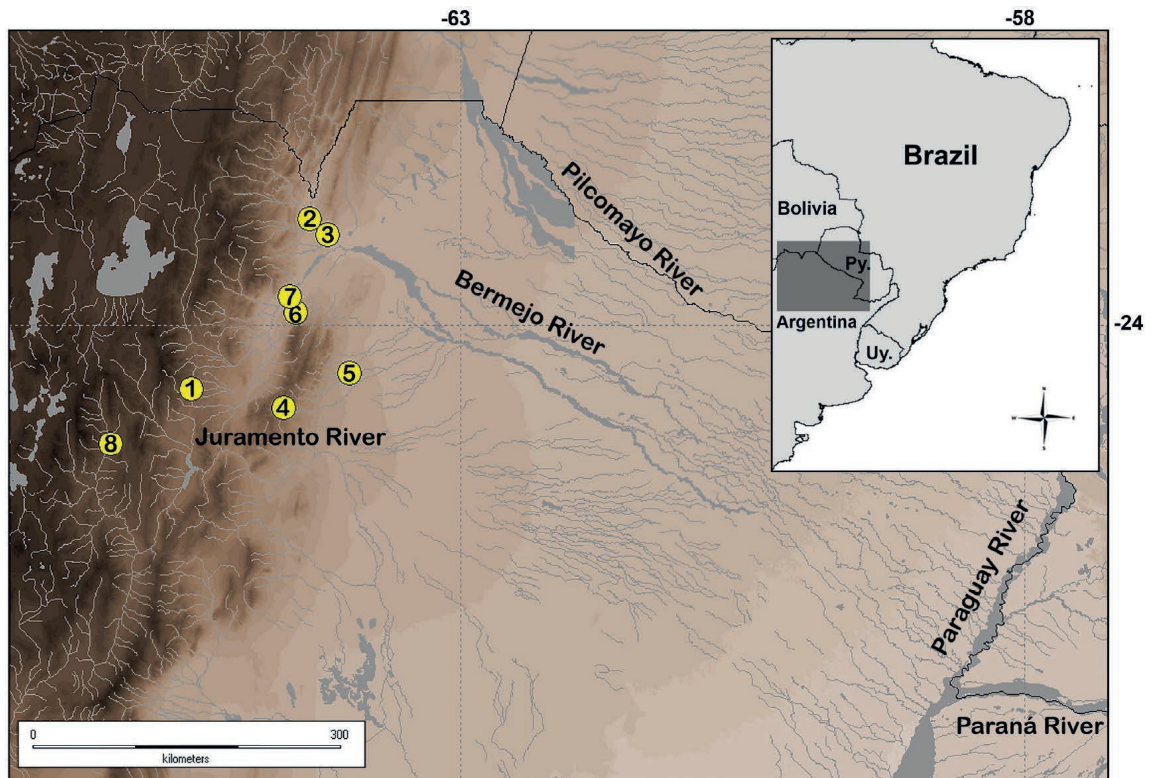 -63
-58
Brazil
Bolivia
Py.
Argentina
Uy.
N
W E
S
-24
Pilcomayo River
Bermejo River
2
3
7
6
5
1
4
8
Juramento River
Paraguay River
Paraná River
0 300
kilometers